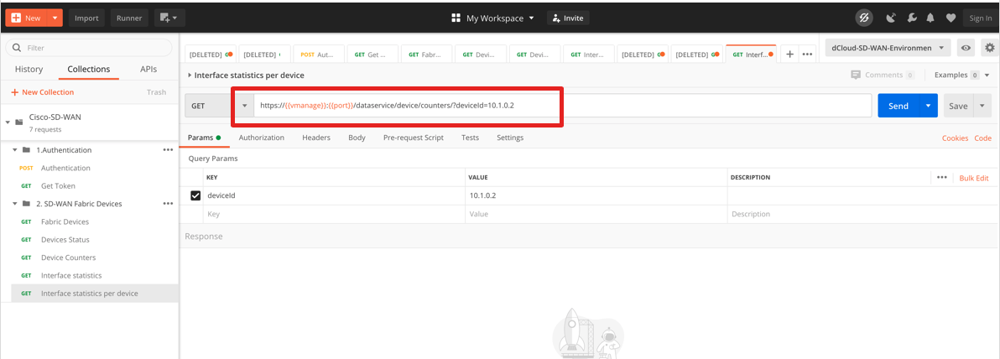 New Import Runner My Workspace Invite Sign In
Filter
History Collections APIs
New Collection Trash
Cisco-SD-WAN
7 requests
1.Authentication
POST Authentication
GET Get Token
2. SD-WAN Fabric Devices
GET Fabric Devices
GET Devices Status
GET Device Counters
GET Interface statistics
GET Interface statistics per device
[DELETED] G [DELETED] POST Aut... GET Get ... GET Fabr... GET Devi... GET Devi... GET Inter... [DELETED] G [DELETED] G GET Interf... dCloud-SD-WAN-Environmen
Interface statistics per device Comments 0 Examples 0
GET https://{{vmanage}}:{{port}}/dataservice/device/counters/?deviceId=10.1.0.2 Send Save
Params Authorization Headers Body Pre-request Script Tests Settings Cookies Code
Query Params
KEY VALUE DESCRIPTION Bulk Edit
deviceId 10.1.0.2
Key Value Description
Response